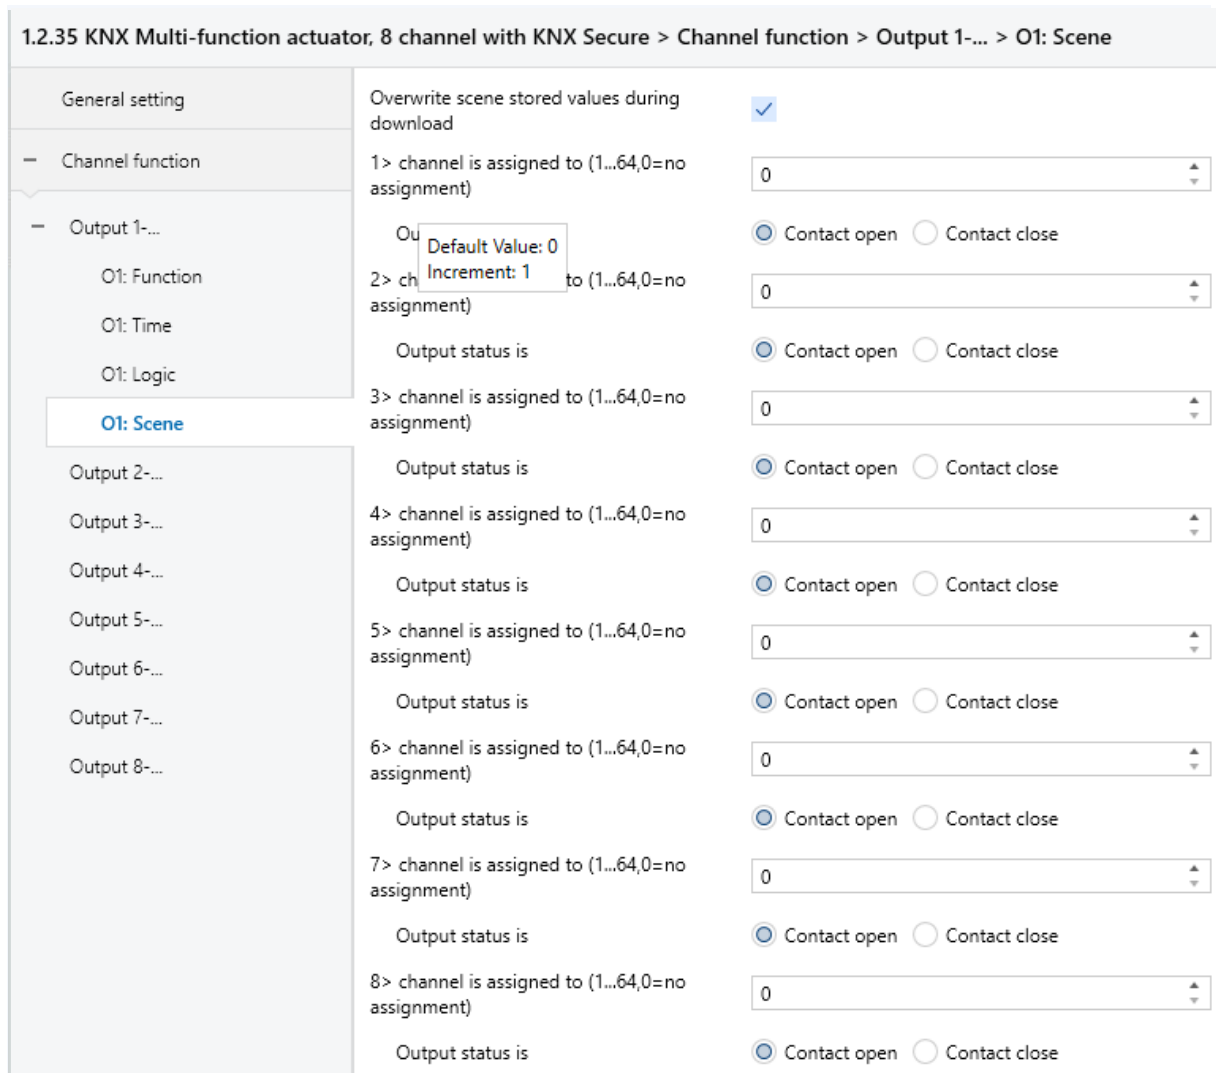 1.2.35 KNX Multi-function actuator, 8 channel with KNX Secure > Channel function > Output 1-... > O1: Scene
General setting
Channel function
Output 1-...
O1: Function
O1: Time
O1: Logic
O1: Scene
Output 2-...
Output 3-...
Output 4-...
Output 5-...
Output 6-...
Output 7-...
Output 8-...
Overwrite scene stored values during
download
1> channel is assigned to (1...64,0=no
assignment)
0
Contact open Contact close
Default Value: 0
Increment: 1
2> to (1...64,0=no
assignment)
0
Output status is
Contact open Contact close
3> channel is assigned to (1...64,0=no
assignment)
0
Output status is
Contact open Contact close
4> channel is assigned to (1...64,0=no
assignment)
0
Output status is
Contact open Contact close
5> channel is assigned to (1...64,0=no
assignment)
0
Output status is
Contact open Contact close
6> channel is assigned to (1...64,0=no
assignment)
0
Output status is
Contact open Contact close
7> channel is assigned to (1...64,0=no
assignment)
0
Output status is
Contact open Contact close
8> channel is assigned to (1...64,0=no
assignment)
0
Output status is
Contact open Contact close